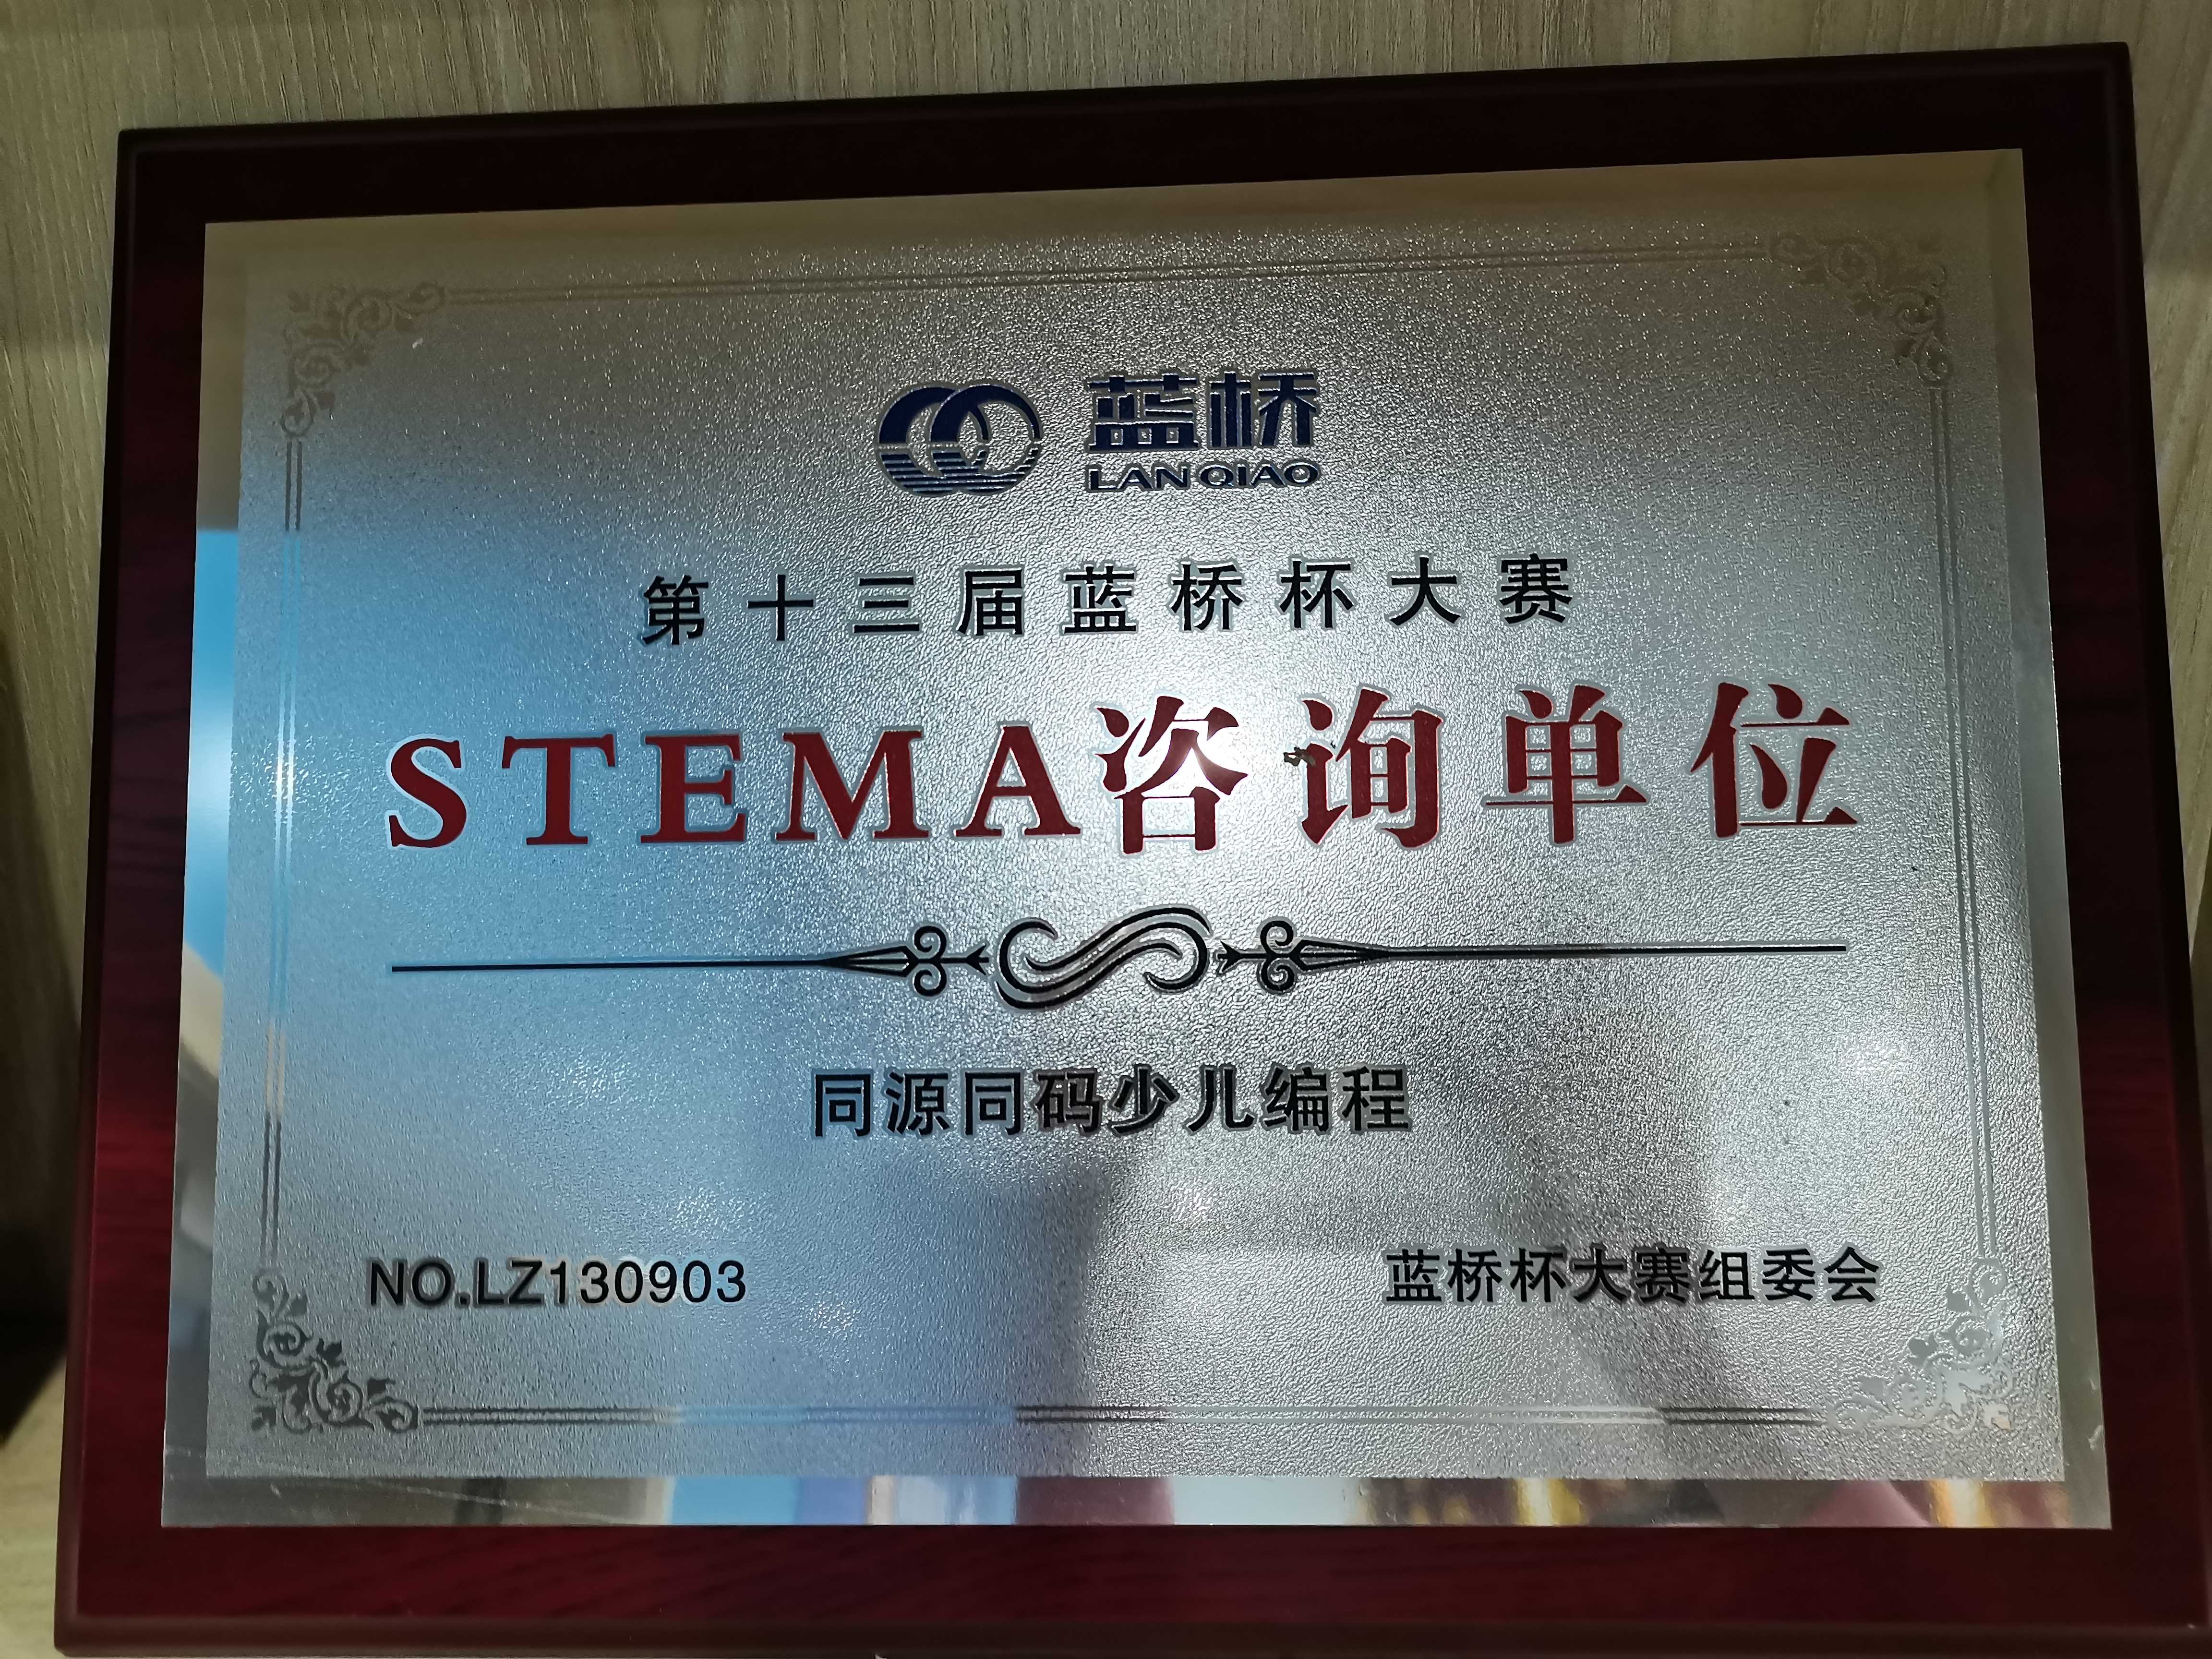 蓝桥
LANQIAO
第十三届蓝桥杯大赛
STEMA咨询单位
同源同码少儿编程
NO.LZ130903
蓝桥杯大赛组委会